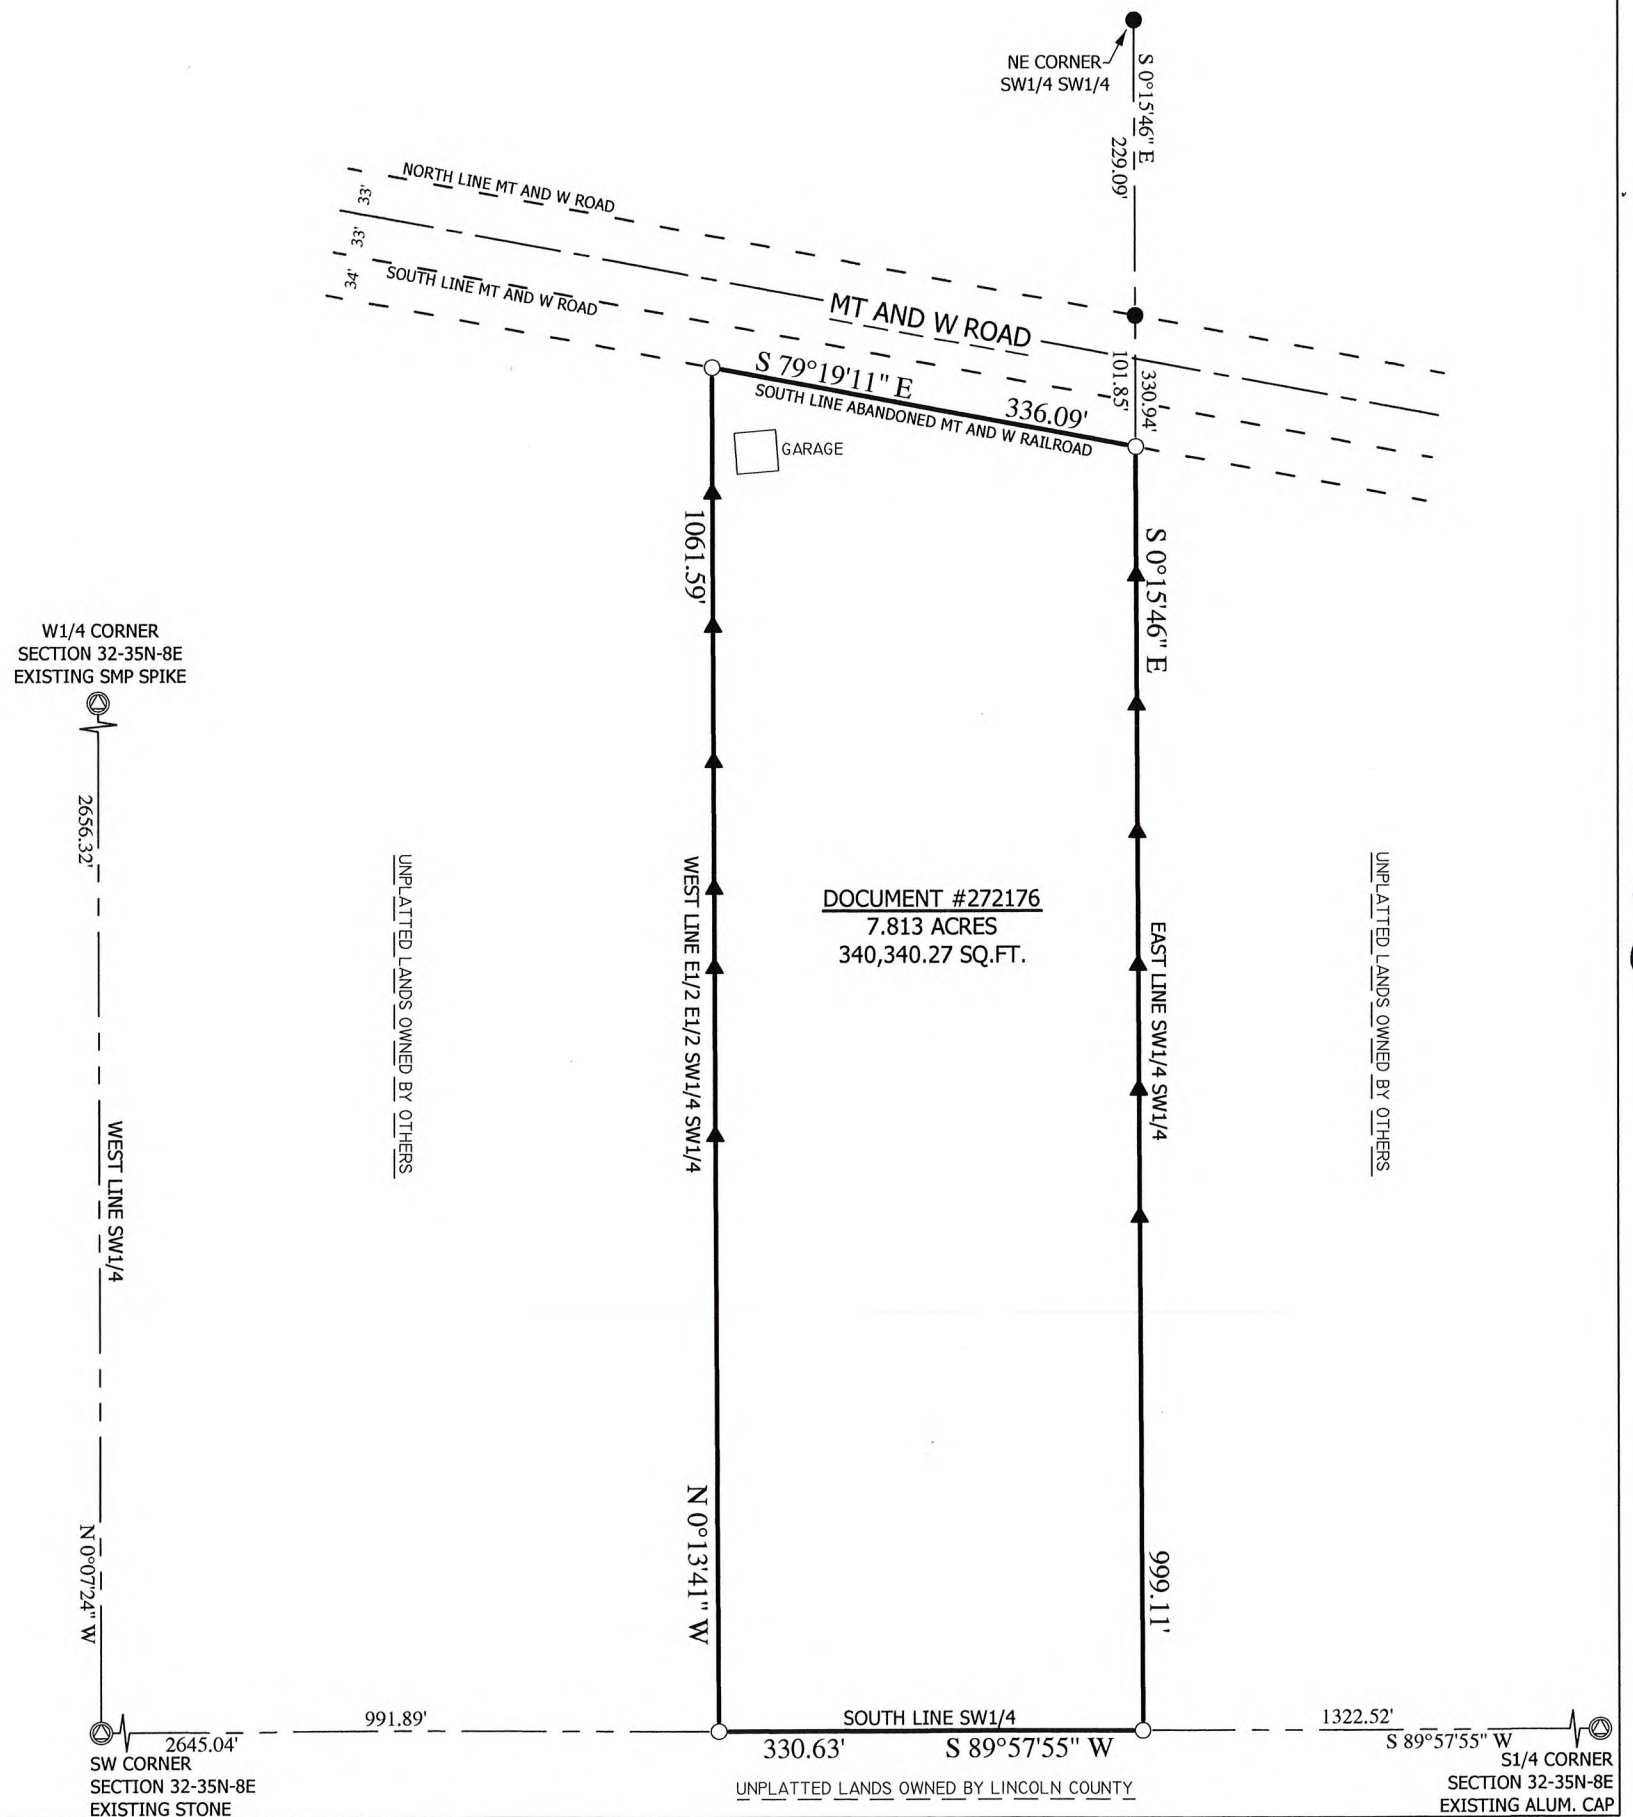 NE CORNER
SW1/4 SW1/4
S 0°15'46" E
229.09'
NORTH LINE MT AND W ROAD
33'
33'
34'
SOUTH LINE MT AND W ROAD
MT AND W ROAD
101.85'
330.94'
S 79°19'11" E
336.09'
SOUTH LINE ABANDONED MT AND W RAILROAD
GARAGE
1061.59'
S 0°15'46" E
W1/4 CORNER
SECTION 32-35N-8E
EXISTING SMP SPIKE
2656.32'
UNPLATTED LANDS OWNED BY OTHERS
WEST LINE E1/2 E1/2 SW1/4 SW1/4
DOCUMENT #272176
7.813 ACRES
340,340.27 SQ.FT.
EAST LINE SW1/4 SW1/4
UNPLATTED LANDS OWNED BY OTHERS
WEST LINE SW1/4
N 0°07'24" W
N 0°13'41" W
999.11'
991.89'
2645.04'
SOUTH LINE SW1/4
330.63'
S 89°57'55" W
1322.52'
S 89°57'55" W
SW CORNER
SECTION 32-35N-8E
EXISTING STONE
UNPLATTED LANDS OWNED BY LINCOLN COUNTY
S1/4 CORNER
SECTION 32-35N-8E
EXISTING ALUM. CAP